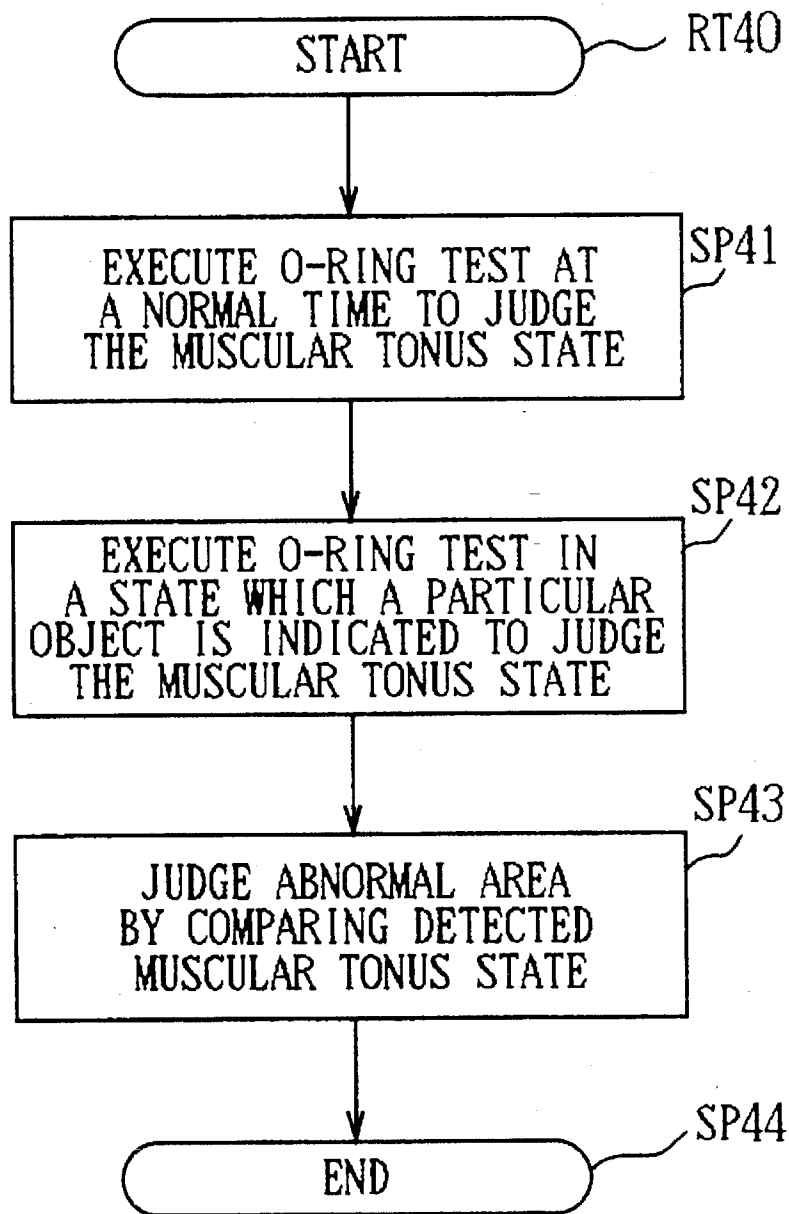 START
RT40
EXECUTE O-RING TEST AT
A NORMAL TIME TO JUDGE
THE MUSCULAR TONUS STATE
SP41
EXECUTE O-RING TEST IN
A STATE WHICH A PARTICULAR
OBJECT IS INDICATED TO JUDGE
THE MUSCULAR TONUS STATE
SP42
JUDGE ABNORMAL AREA
BY COMPARING DETECTED
MUSCULAR TONUS STATE
SP43
END
SP44